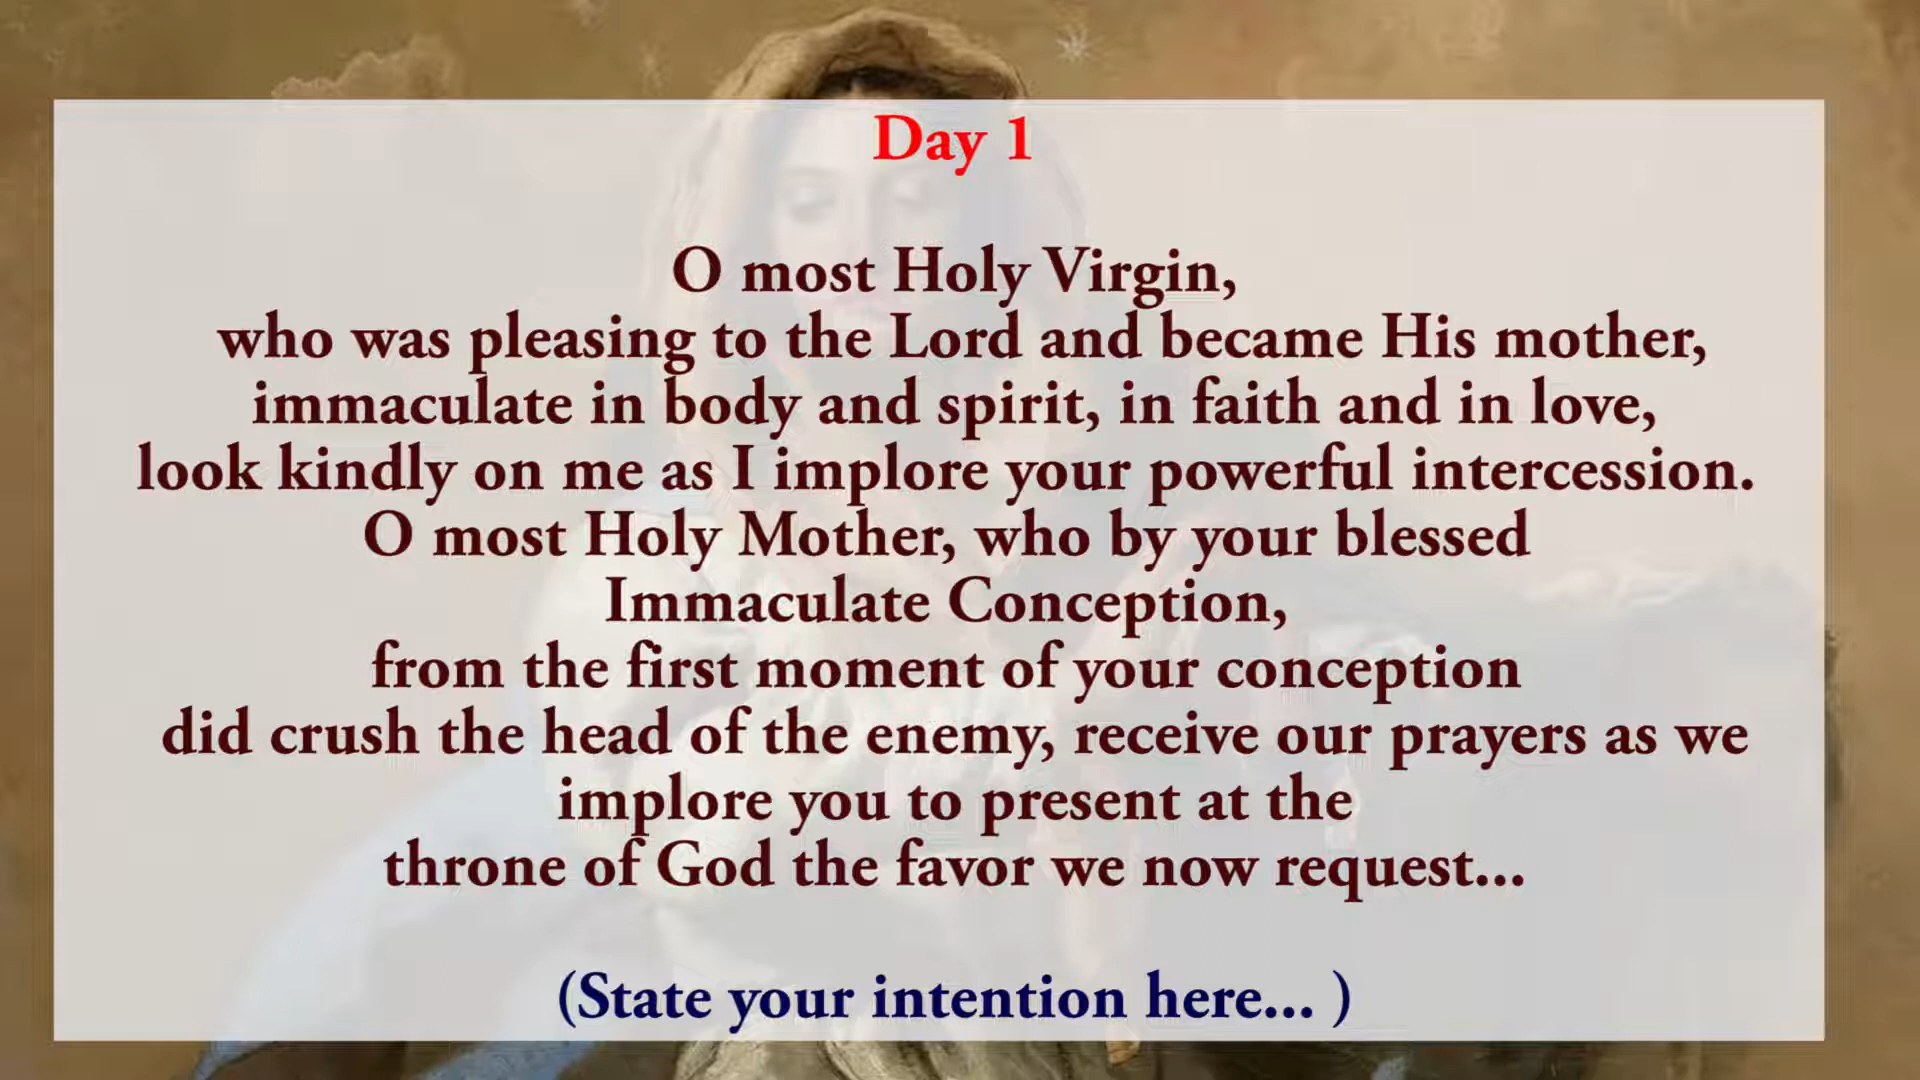 Day 1
O most Holy Virgin,
who was pleasing to the Lord and became His mother,
immaculate in body and spirit, in faith and in love,
look kindly on me as I implore your powerful intercession.
O most Holy Mother, who by your blessed
Immaculate Conception,
from the first moment of your conception
did crush the head of the enemy, receive our prayers as we
implore you to present at the
throne of God the favor we now request...
(State your intention here... )